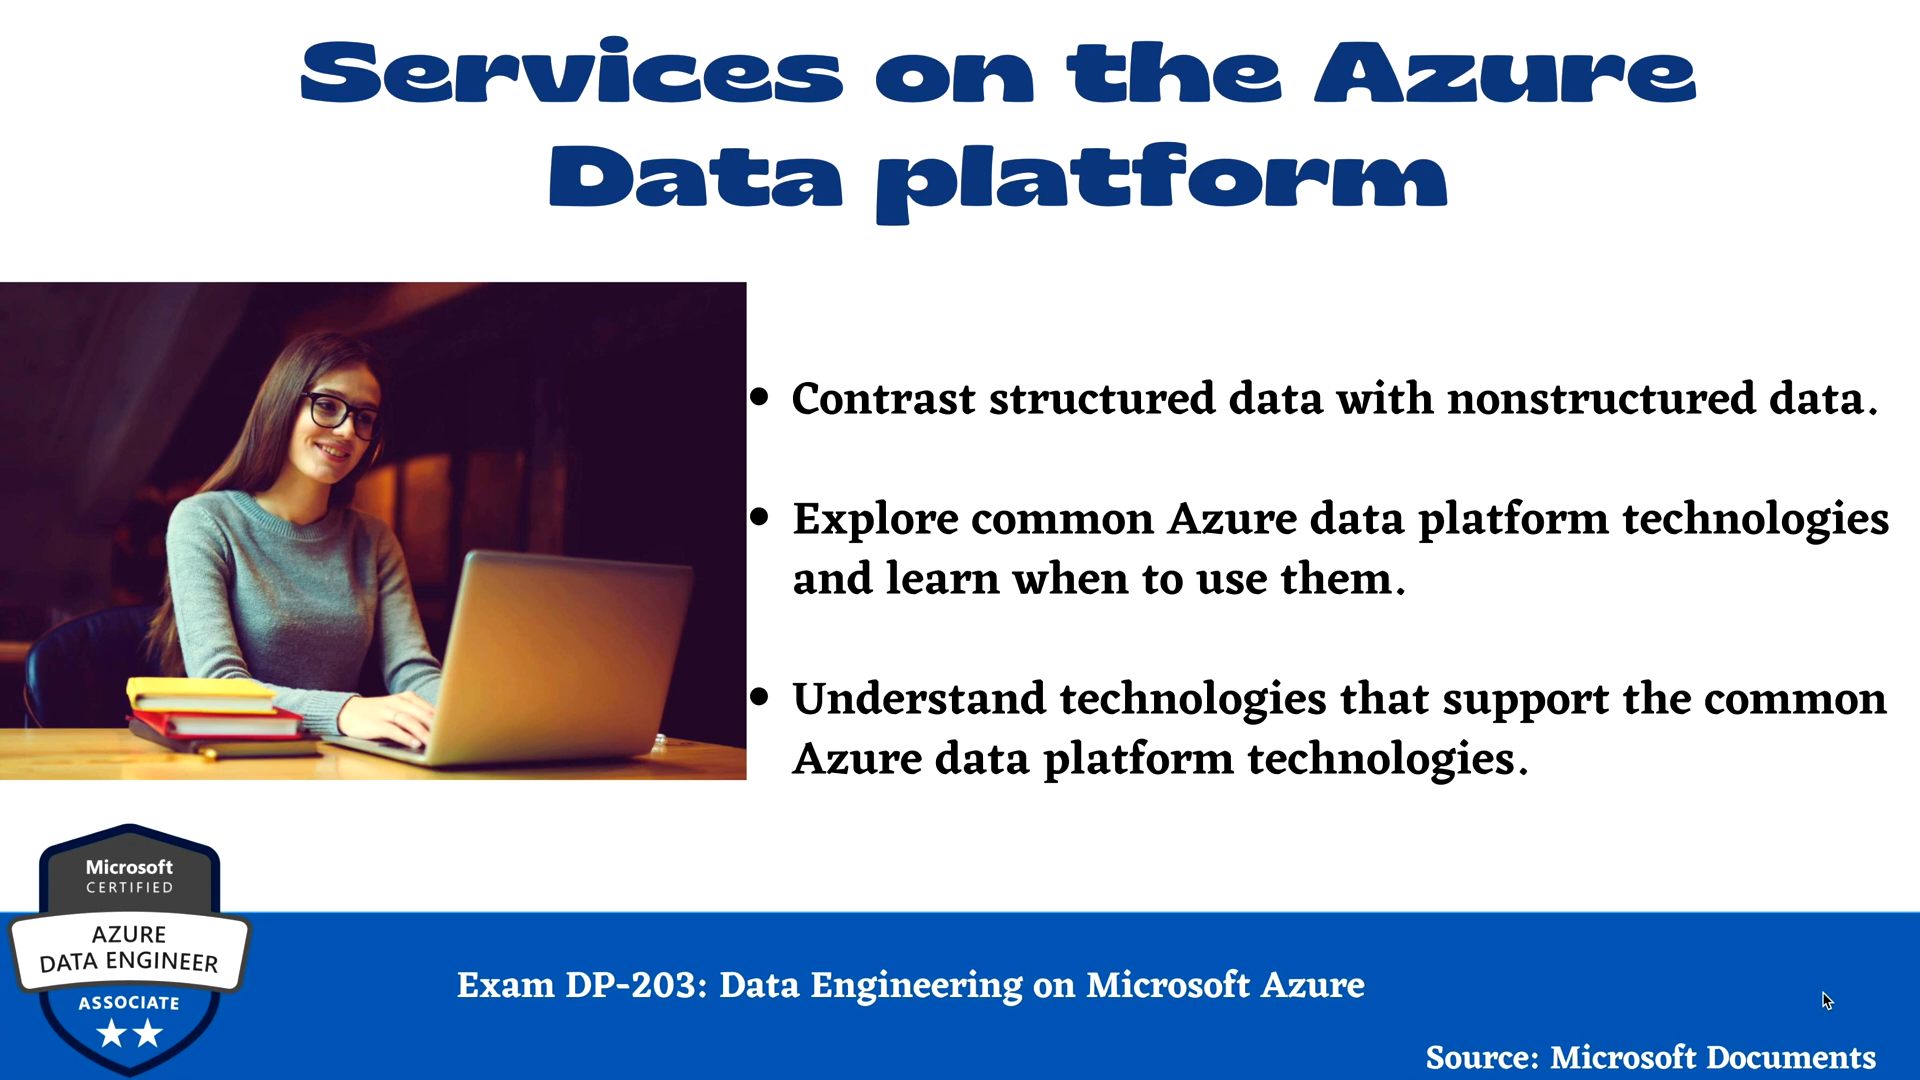 Services on the Azure
Data platform
• Contrast structured data with nonstructured data.
• Explore common Azure data platform technologies
and learn when to use them.
• Understand technologies that support the common
Azure data platform technologies.
Microsoft
CERTIFIED
AZURE
DATA ENGINEER
ASSOCIATE
Exam DP-203: Data Engineering on Microsoft Azure
Source: Microsoft Documents